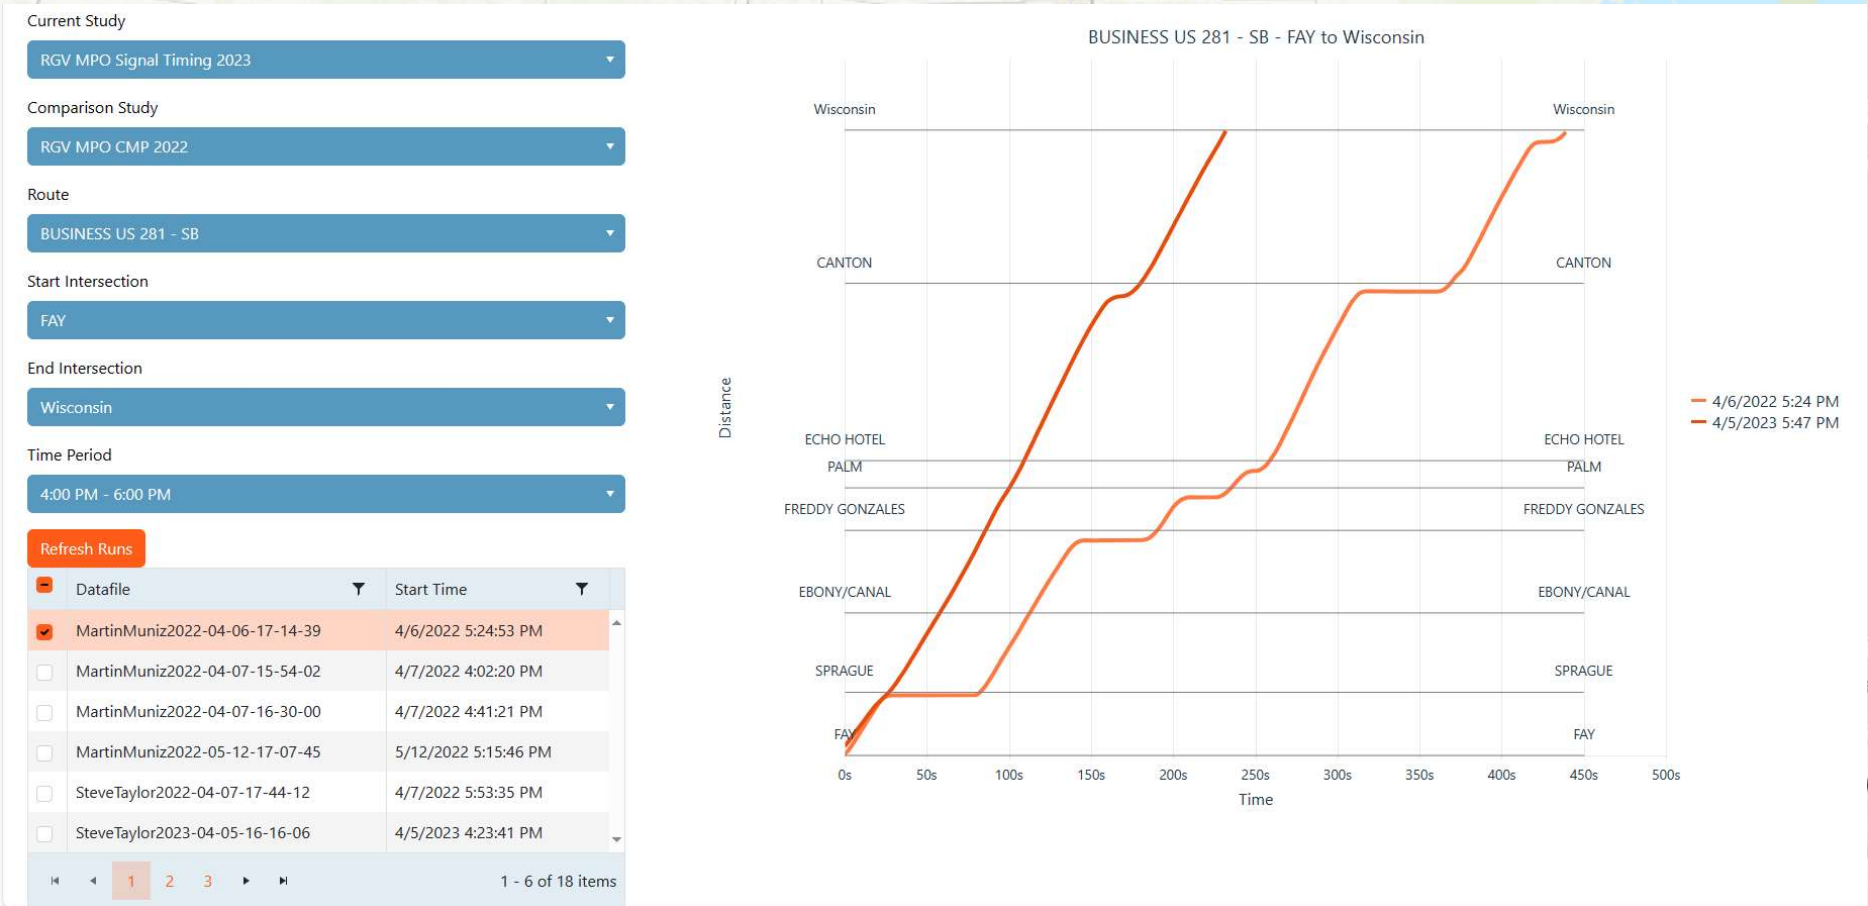 Current Study
RGV MPO Signal Timing 2023
Comparison Study
RGV MPO CMP 2022
Route
BUSINESS US 281 - SB
Start Intersection
FAY
End Intersection
Wisconsin
Time Period
4:00 PM - 6:00 PM
Refresh Runs
Datafile Start Time
MartinMuniz2022-04-06-17-14-39 4/6/2022 5:24:53 PM
MartinMuniz2022-04-07-15-54-02 4/7/2022 4:02:20 PM
MartinMuniz2022-04-07-16-30-00 4/7/2022 4:41:21 PM
MartinMuniz2022-05-12-17-07-45 5/12/2022 5:15:46 PM
SteveTaylor2022-04-07-17-44-12 4/7/2022 5:53:35 PM
SteveTaylor2023-04-05-16-16-06 4/5/2023 4:23:41 PM
1 2 3 1 - 6 of 18 items
BUSINESS US 281 - SB - FAY to Wisconsin
Wisconsin Wisconsin
CANTON CANTON
ECHO HOTEL ECHO HOTEL
PALM PALM
FREDDY GONZALES FREDDY GONZALES
EBONY/CANAL EBONY/CANAL
SPRAGUE SPRAGUE
FAY FAY
Distance
0s 50s 100s 150s 200s 250s 300s 350s 400s 450s 500s
Time
4/6/2022 5:24 PM
4/5/2023 5:47 PM